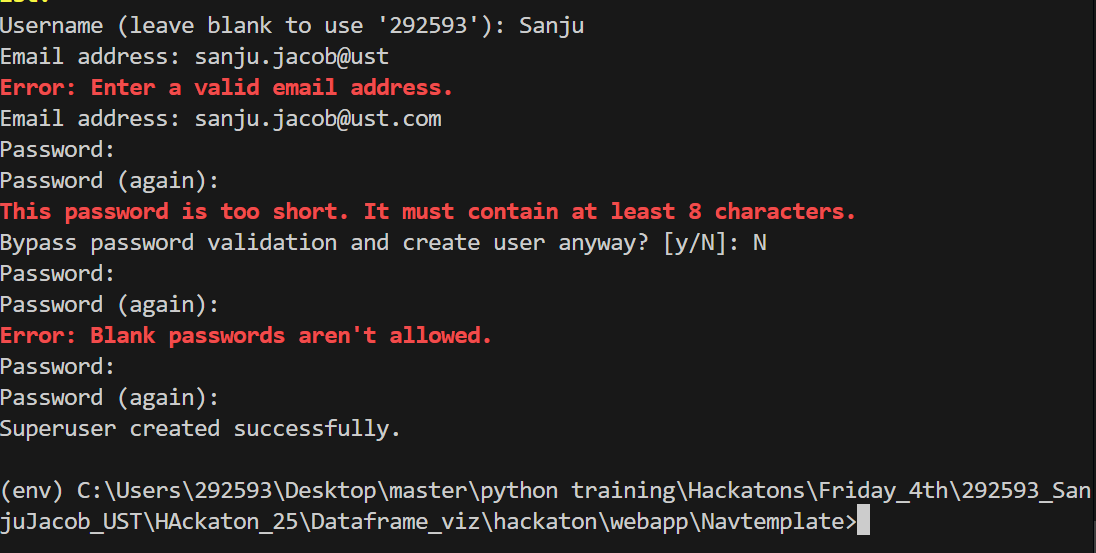 Username (leave blank to use '292593'): Sanju
Email address: sanju.jacob@ust
Error: Enter a valid email address.
Email address: sanju.jacob@ust.com
Password:
Password (again):
This password is too short. It must contain at least 8 characters.
Bypass password validation and create user anyway? [y/N]: N
Password:
Password (again):
Error: Blank passwords aren't allowed.
Password:
Password (again):
Superuser created successfully.
(env) C:\Users\292593\Desktop\master\python training\Hackatons\Friday_4th\292593_San
juJacob_UST\HAckaton_25\Dataframe_viz\hackaton\webapp\Navtemplate>